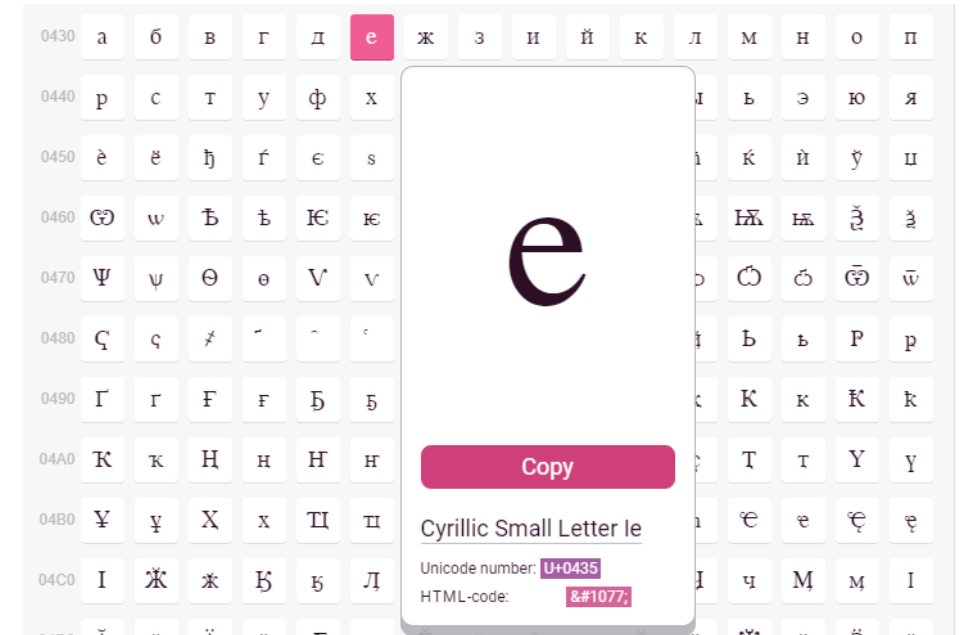 0430 а б в г д е ж з и й к л м н о п
0440 р с т у ф х ь э ю я
0450 ѐ ё ђ ѓ є ѕ ќ ѝ ў џ
0460 Ѡ ѡ Ѣ ѣ Ѥ ѥ Ѭ ѭ Ѯ ѯ
0470 Ѱ ѱ Ѳ ѳ Ѵ ѵ Ѽ ѽ Ѿ ѿ
0480 Ҁ ҁ ҂ ҃ ҄ ҅ Ҍ ҍ Ҏ ҏ
0490 Ґ ґ Ғ ғ Ҕ ҕ Қ қ Ҝ ҝ Ҟ ҟ
04A0 Ҡ ҡ Ң ң Ҥ ҥ Ҭ ҭ Ү ү
04B0 Ұ ұ Ҳ ҳ Ҵ ҵ Ҽ ҽ Ҿ ҿ
04C0 Ӏ Ӂ ӂ Ӄ ӄ Ӆ ӌ Ӎ ӎ ӏ
е
Copy
Cyrillic Small Letter Ie
Unicode number: U+0435
HTML-code: &#1077;